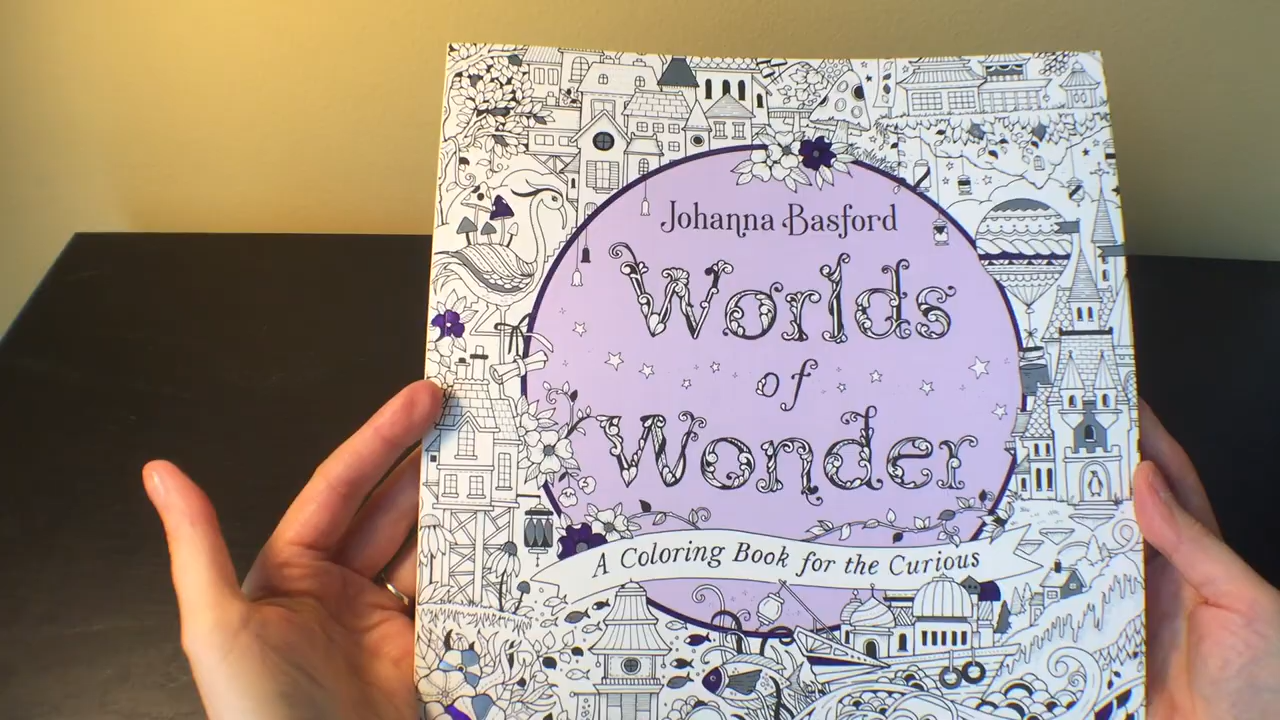 Johanna Basford
Worlds
of
Wonder
A Coloring Book for the Curious